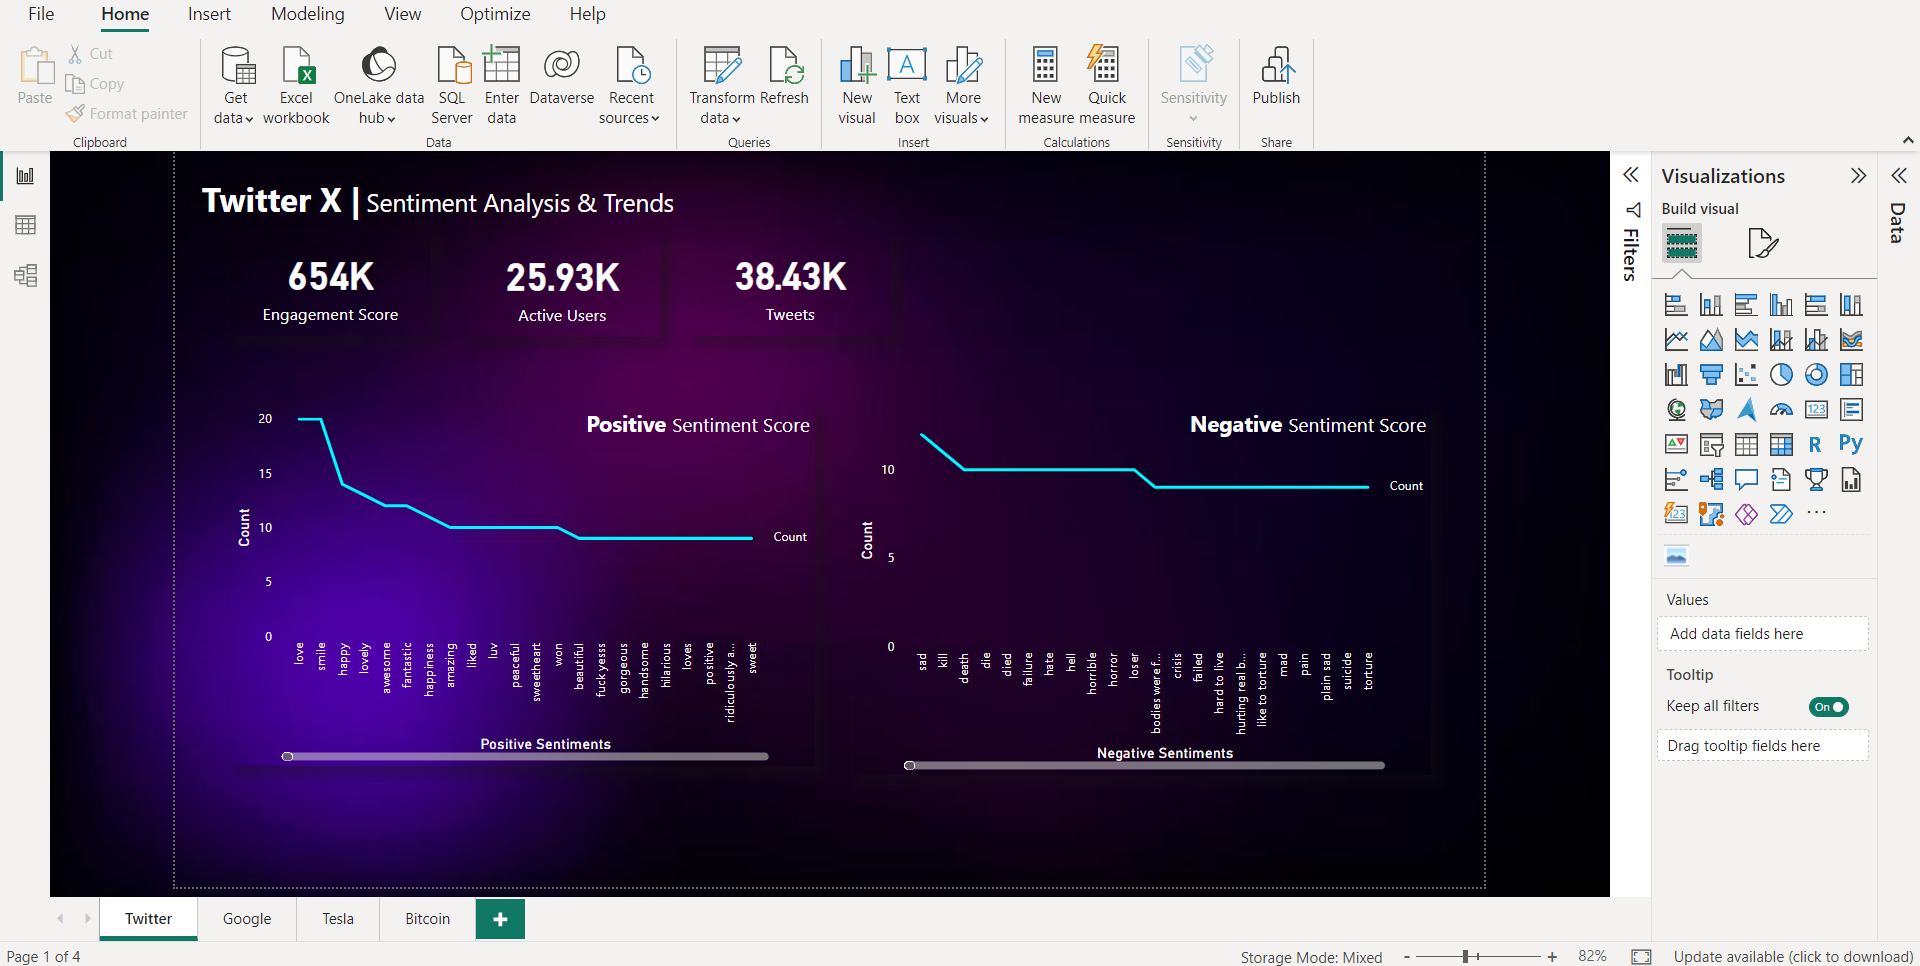 File Home Insert Modeling View Optimize Help
Paste
Cut
Copy
Format painter
Clipboard
Get data
Excel workbook
OneLake data hub
SQL Server
Enter data
Dataverse
Recent sources
Data
Transform data
Refresh
Queries
New visual
A
Text box
More visuals
Insert
New measure
Quick measure
Calculations
Sensitivity
Sensitivity
Publish
Share
Twitter X | Sentiment Analysis & Trends
654K
Engagement Score
25.93K
Active Users
38.43K
Tweets
Positive Sentiment Score
20
15
10
5
0
Count
Count
love
smile
happy
lovely
awesome
fantastic
happiness
amazing
liked
luv
peaceful
sweetheart
won
beautiful
fuck yesss
gorgeous
handsome
hilarious
loves
positive
ridiculously a...
sweet
Positive Sentiments
Negative Sentiment Score
10
5
0
Count
Count
sad
kill
death
die
died
failure
hate
hell
horrible
horror
loser
bodies were f...
crisis
failed
hard to live
hurting real b...
like to torture
mad
pain
plain sad
suicide
torture
Negative Sentiments
Filters
Visualizations
Build visual
123
R
Py
123
...
Values
Add data fields here
Tooltip
Keep all filters
On
Drag tooltip fields here
Data
Twitter Google Tesla Bitcoin +
Page 1 of 4
Storage Mode: Mixed
- + 82%
Update available (click to download)